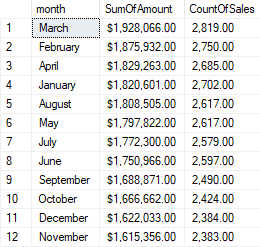 month SumOfAmount CountOfSales
1 March $1,928,066.00 2,819.00
2 February $1,875,932.00 2,750.00
3 April $1,829,263.00 2,685.00
4 January $1,820,601.00 2,702.00
5 August $1,808,505.00 2,617.00
6 May $1,797,822.00 2,617.00
7 July $1,772,300.00 2,579.00
8 June $1,750,966.00 2,597.00
9 September $1,688,871.00 2,490.00
10 October $1,666,662.00 2,424.00
11 December $1,622,033.00 2,384.00
12 November $1,615,356.00 2,383.00